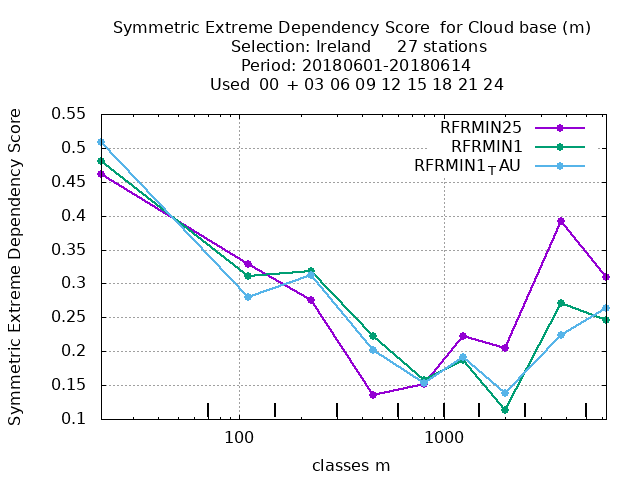 Symmetric Extreme Dependency Score for Cloud base (m)
Selection: Ireland 27 stations
Period: 20180601-20180614
Used 00 + 03 06 09 12 15 18 21 24
Symmetric Extreme Dependency Score
0.55
0.5
0.45
0.4
0.35
0.3
0.25
0.2
0.15
0.1
RFRMIN25
RFRMIN1
RFRMIN1TAU
100 1000
classes m